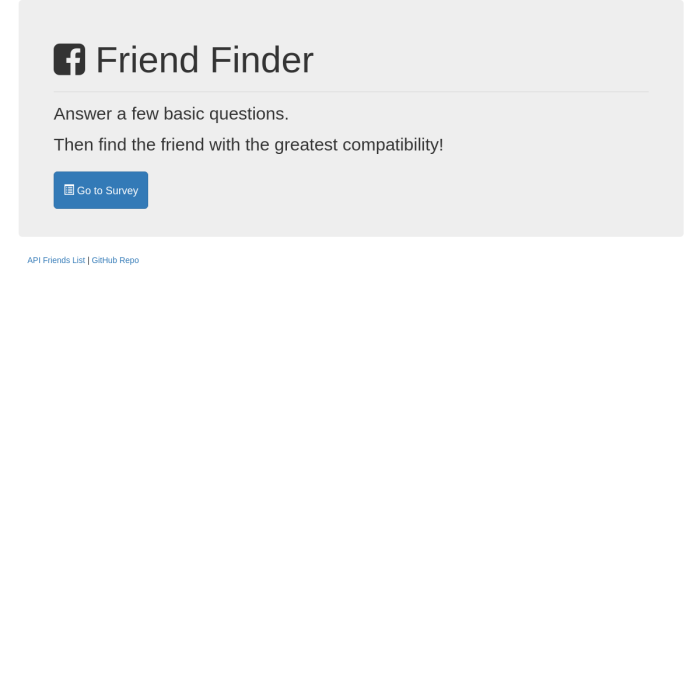 Friend Finder
Answer a few basic questions.
Then find the friend with the greatest compatibility!
Go to Survey
API Friends List | GitHub Repo